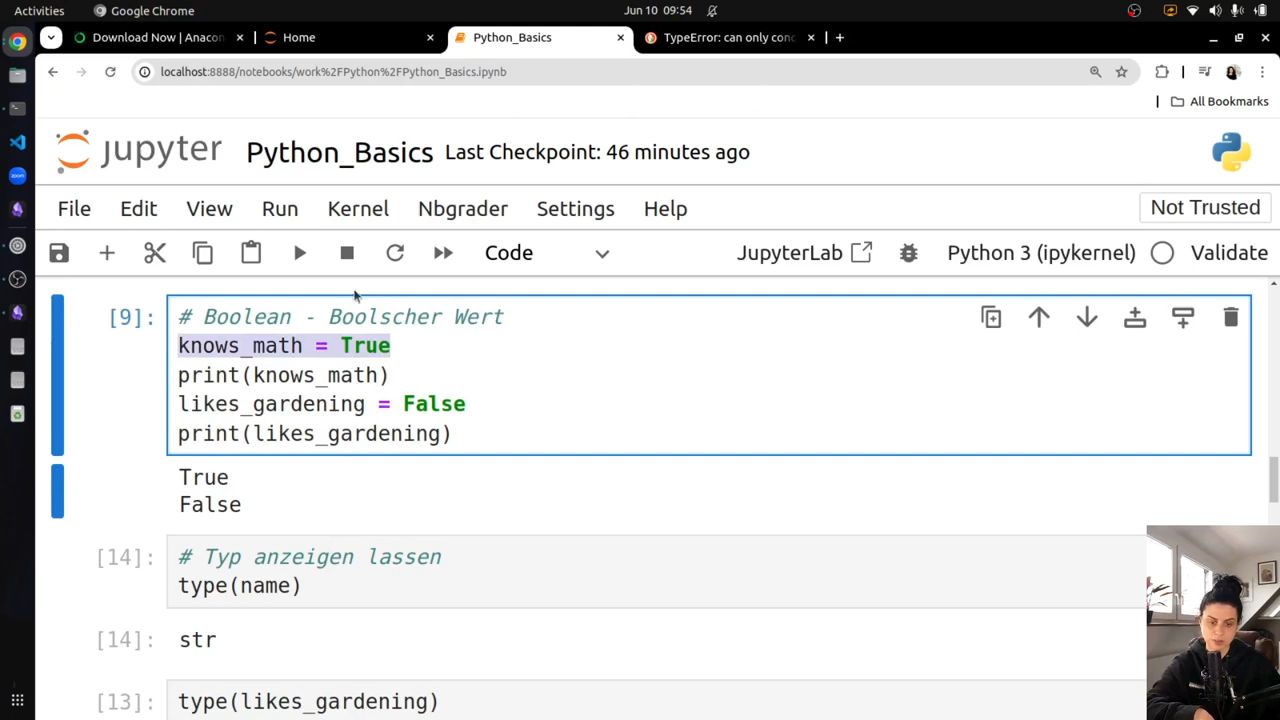 Activities Google Chrome Jun 10 09:54
Download Now | Anacon Home Python_Basics TypeError: can only conc
localhost:8888/notebooks/work%2FPython%2FPython_Basics.ipynb
All Bookmarks
jupyter Python_Basics Last Checkpoint: 46 minutes ago
File Edit View Run Kernel Nbgrader Settings Help Not Trusted
Code JupyterLab Python 3 (ipykernel) Validate
[9]: # Boolean - Boolscher Wert
knows_math = True
print(knows_math)
likes_gardening = False
print(likes_gardening)
True
False
[14]: # Typ anzeigen lassen
type(name)
[14]: str
[13]: type(likes_gardening)
zoom